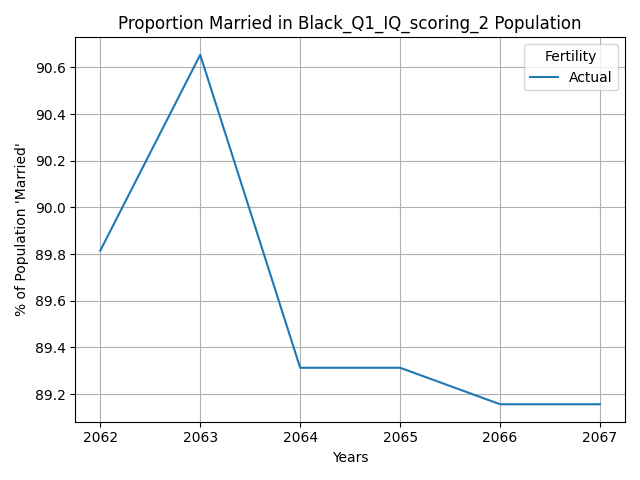 Proportion Married in Black_Q1_IQ_scoring_2 Population
Fertility
Actual
% of Population 'Married'
90.6
90.4
90.2
90.0
89.8
89.6
89.4
89.2
2062 2063 2064 2065 2066 2067
Years